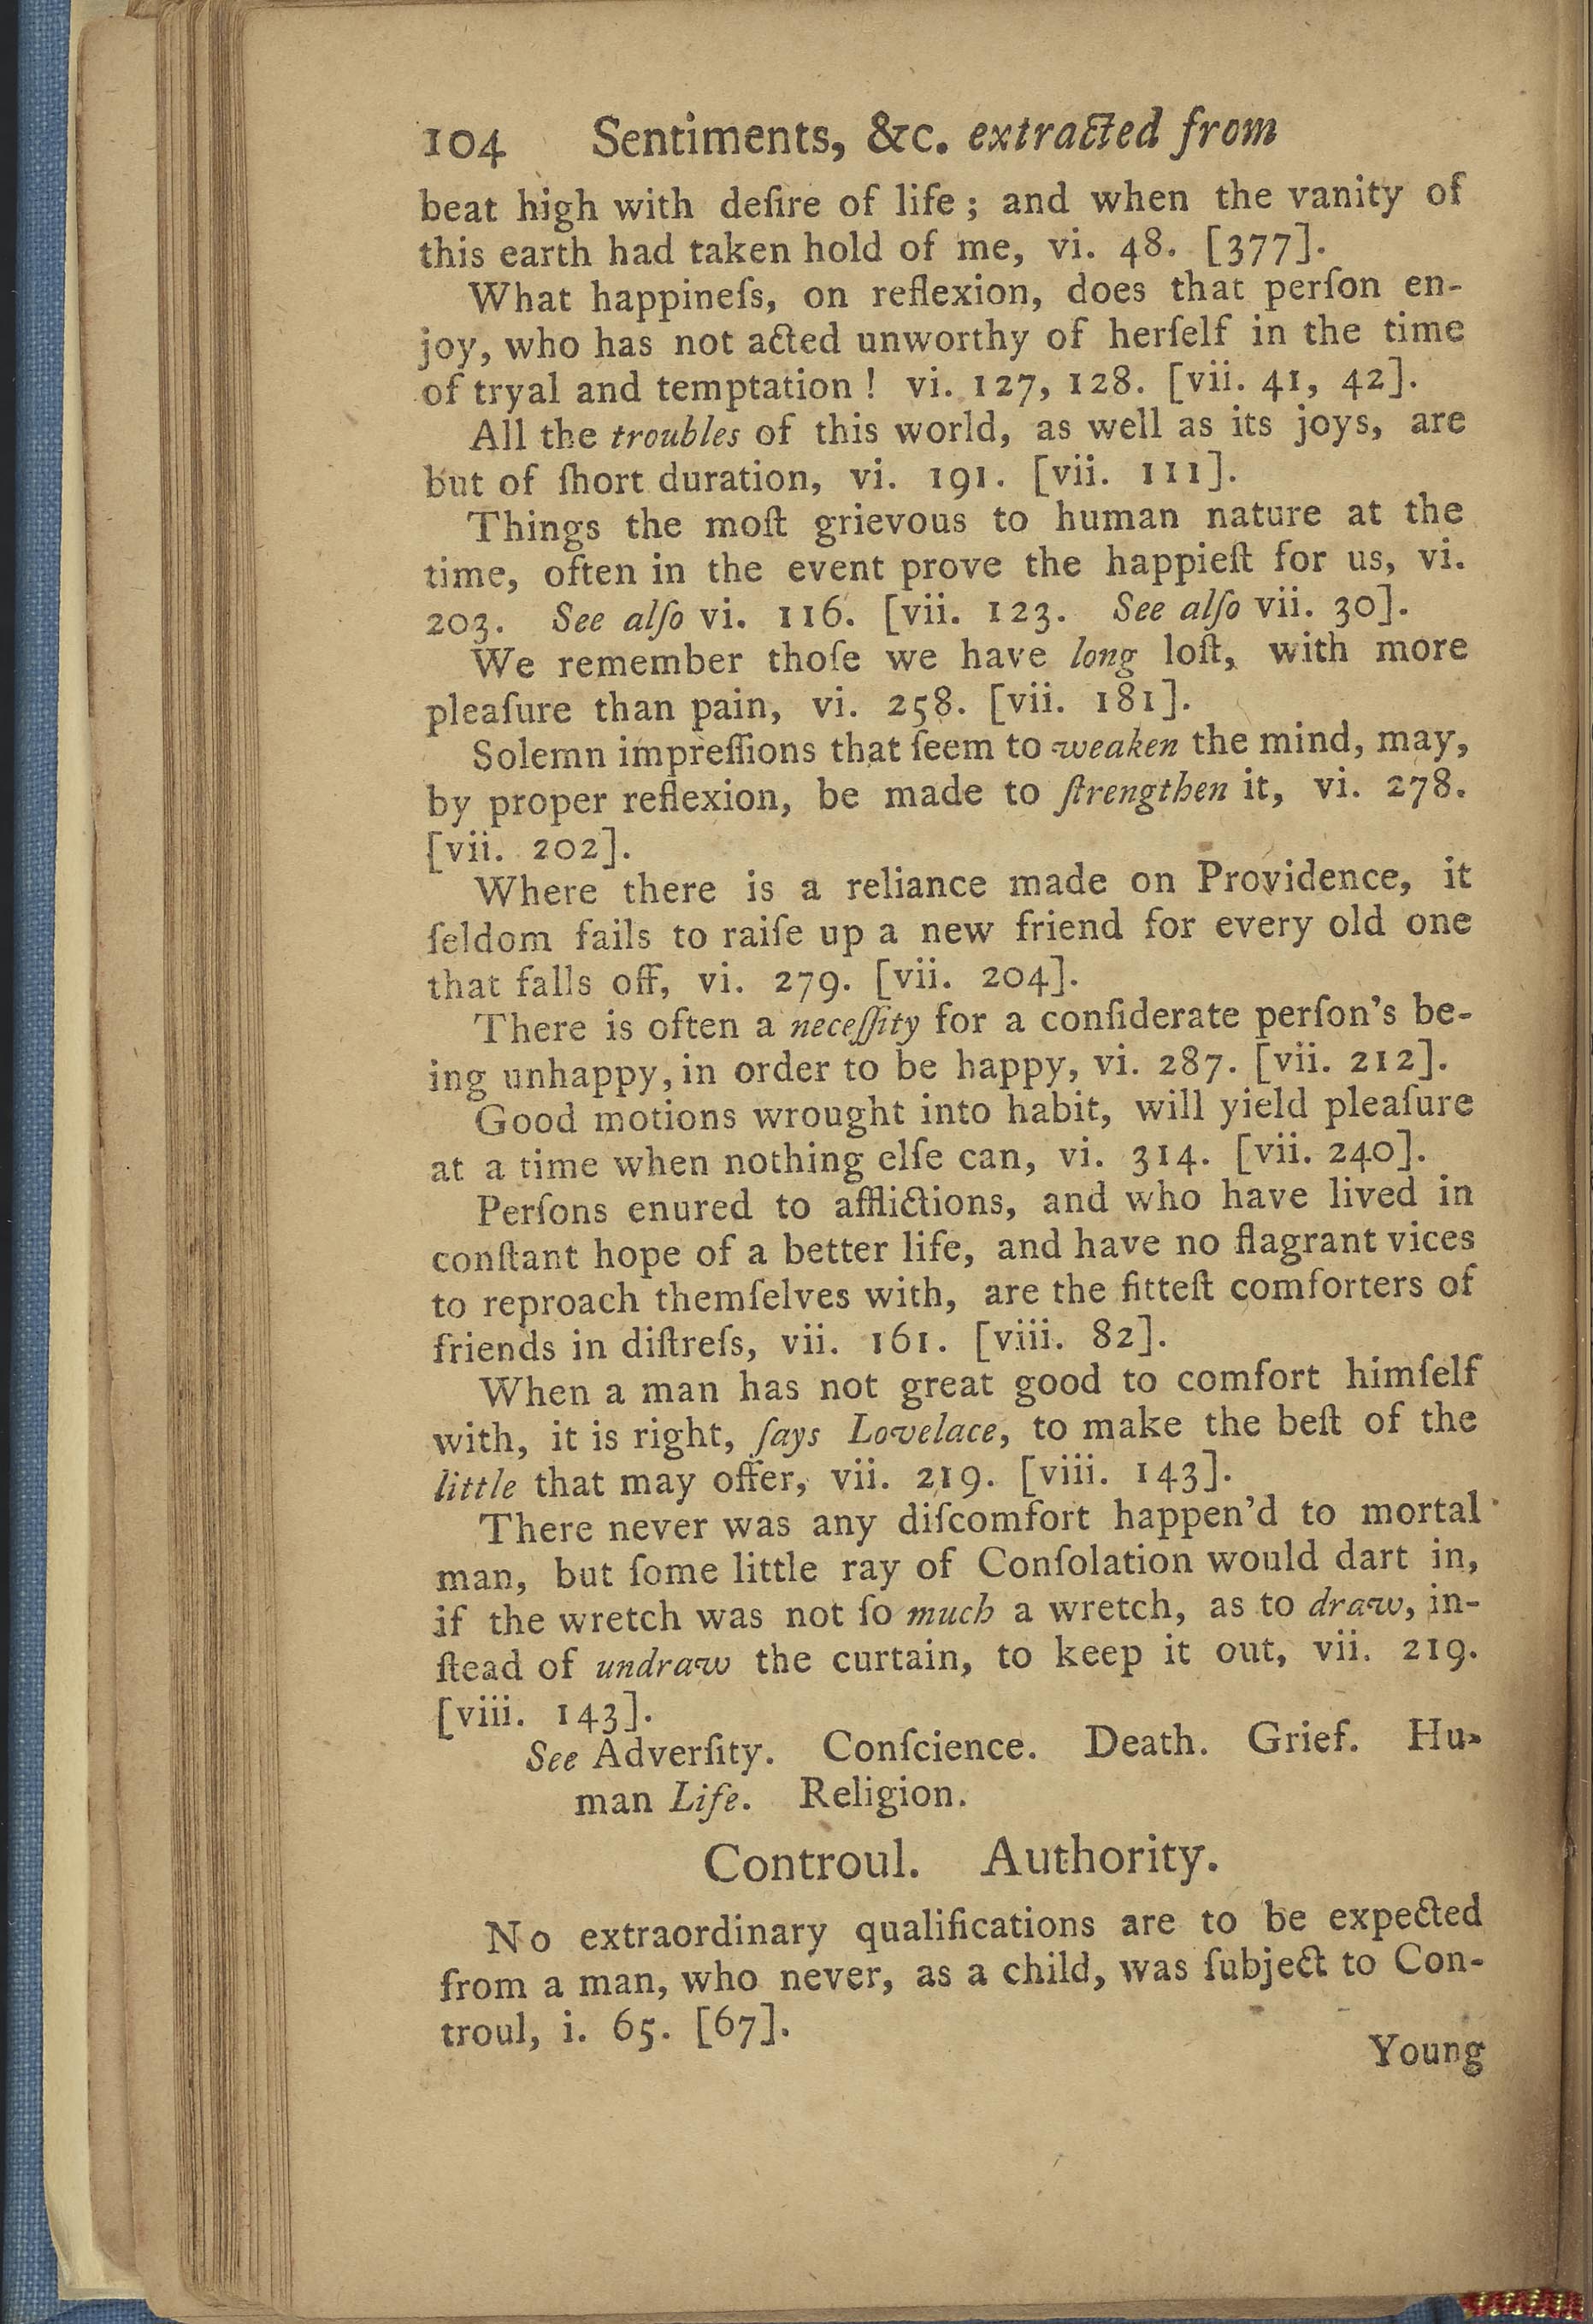 104 Sentiments, &c. extracted from
beat high with deſire of life; and when the vanity of
this earth had taken hold of me, vi. 48. [377].
What happineſs, on reflexion, does that perſon en-
joy, who has not acted unworthy of herſelf in the time
of tryal and temptation! vi. 127, 128. [vii. 41, 42].
All the troubles of this world, as well as its joys, are
but of ſhort duration, vi. 191. [vii. 111].
Things the moſt grievous to human nature at the
time, often in the event prove the happieſt for us, vi.
203. See alſo vi. 116. [vii. 123. See alſo vii. 30].
We remember thoſe we have long loſt, with more
pleaſure than pain, vi. 258. [vii. 181].
Solemn impreſſions that ſeem to weaken the mind, may,
by proper reflexion, be made to ſtrengthen it, vi. 278.
[vii. 202].
Where there is a reliance made on Providence, it
ſeldom fails to raiſe up a new friend for every old one
that falls off, vi. 279. [vii. 204].
There is often a neceſſity for a conſiderate perſon's be-
ing unhappy, in order to be happy, vi. 287. [vii. 212].
Good motions wrought into habit, will yield pleaſure
at a time when nothing elſe can, vi. 314. [vii. 240].
Perſons enured to afflictions, and who have lived in
conſtant hope of a better life, and have no flagrant vices
to reproach themſelves with, are the fitteſt comforters of
friends in diſtreſs, vii. 161. [viii. 82].
When a man has not great good to comfort himſelf
with, it is right, ſays Lovelace, to make the beſt of the
little that may offer, vii. 219. [viii. 143].
There never was any diſcomfort happen'd to mortal
man, but ſome little ray of Conſolation would dart in,
if the wretch was not ſo much a wretch, as to draw, in-
ſtead of undraw the curtain, to keep it out, vii. 219.
[viii. 143].
See Adverſity. Conſcience. Death. Grief. Hu-
man Life. Religion.
Controul. Authority.
No extraordinary qualifications are to be expected
from a man, who never, as a child, was ſubject to Con-
troul, i. 65. [67].
Young